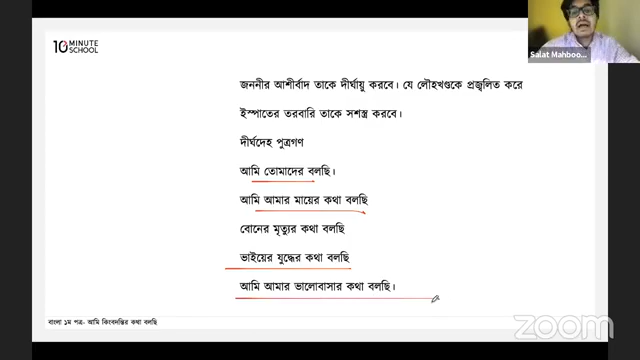 10 MINUTE
SCHOOL
Salat Mahboo...
জননীর আশীর্বাদ তাকে দীর্ঘায়ু করবে। যে লৌহখণ্ডকে প্রজ্বলিত করে
ইস্পাতের তরবারি তাকে সশস্ত্র করবে।
দীর্ঘদেহ পুত্রগণ
আমি তোমাদের বলছি।
আমি আমার মায়ের কথা বলছি
বোনের মৃত্যুর কথা বলছি
ভাইয়ের যুদ্ধের কথা বলছি
আমি আমার ভালোবাসার কথা বলছি।
বাংলা ১ম পত্র- আমি কিংবদন্তির কথা বলছি
zoom